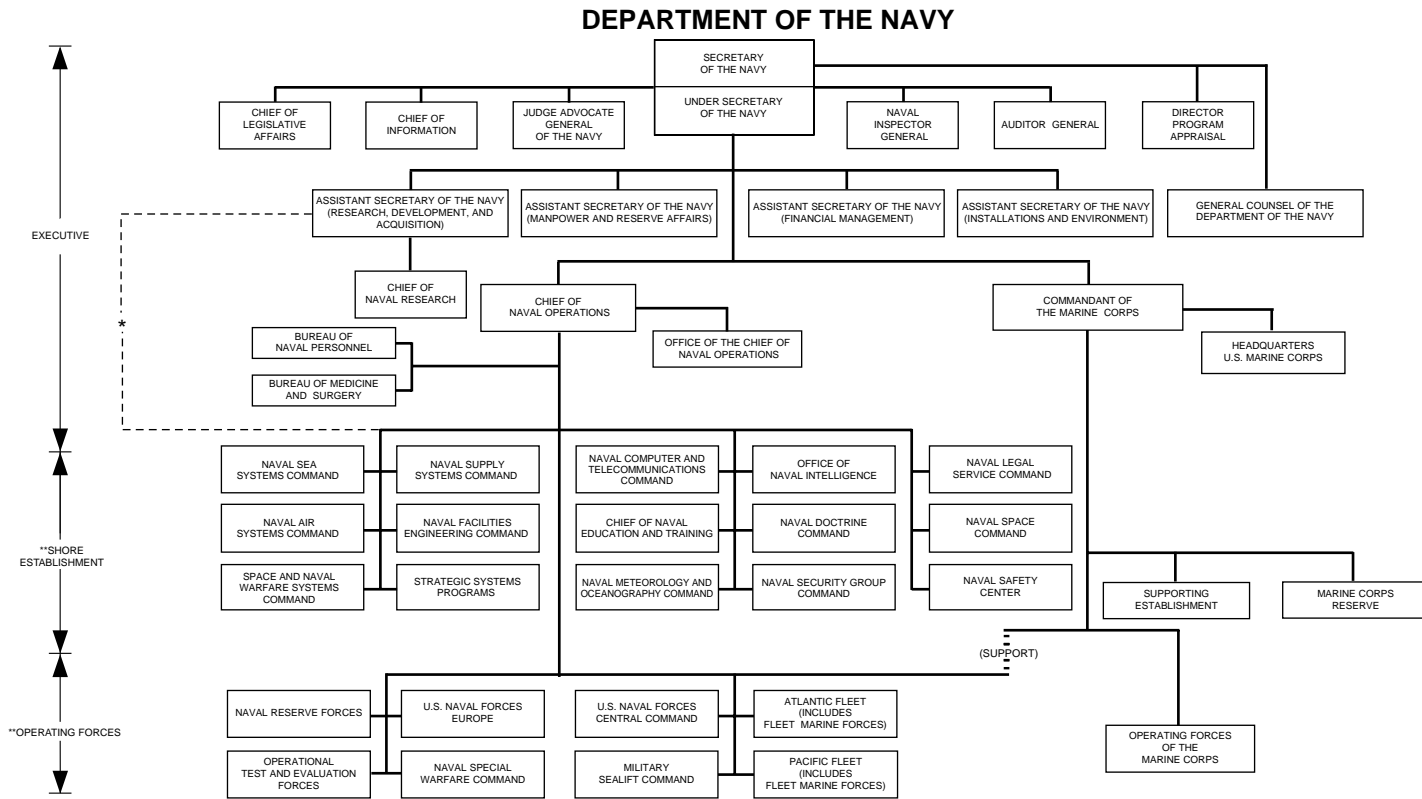 DEPARTMENT OF THE NAVY
SECRETARY
OF THE NAVY
UNDER SECRETARY
OF THE NAVY
CHIEF OF
LEGISLATIVE
AFFAIRS
CHIEF OF
INFORMATION
JUDGE ADVOCATE
GENERAL
OF THE NAVY
NAVAL
INSPECTOR
GENERAL
AUDITOR GENERAL
DIRECTOR
PROGRAM
APPRAISAL
ASSISTANT SECRETARY OF THE NAVY
(RESEARCH, DEVELOPMENT, AND
ACQUISITION)
ASSISTANT SECRETARY OF THE NAVY
(MANPOWER AND RESERVE AFFAIRS)
ASSISTANT SECRETARY OF THE NAVY
(FINANCIAL MANAGEMENT)
ASSISTANT SECRETARY OF THE NAVY
(INSTALLATIONS AND ENVIRONMENT)
GENERAL COUNSEL OF THE
DEPARTMENT OF THE NAVY
EXECUTIVE
CHIEF OF
NAVAL RESEARCH
CHIEF OF
NAVAL OPERATIONS
COMMANDANT OF
THE MARINE CORPS
*
BUREAU OF
NAVAL PERSONNEL
OFFICE OF THE CHIEF OF
NAVAL OPERATIONS
HEADQUARTERS
U.S. MARINE CORPS
BUREAU OF MEDICINE
AND SURGERY
NAVAL SEA
SYSTEMS COMMAND
NAVAL SUPPLY
SYSTEMS COMMAND
NAVAL COMPUTER AND
TELECOMMUNICATIONS
COMMAND
OFFICE OF
NAVAL INTELLIGENCE
NAVAL LEGAL
SERVICE COMMAND
NAVAL AIR
SYSTEMS COMMAND
NAVAL FACILITIES
ENGINEERING COMMAND
CHIEF OF NAVAL
EDUCATION AND TRAINING
NAVAL DOCTRINE
COMMAND
NAVAL SPACE
COMMAND
**SHORE
ESTABLISHMENT
SPACE AND NAVAL
WARFARE SYSTEMS
COMMAND
STRATEGIC SYSTEMS
PROGRAMS
NAVAL METEOROLOGY AND
OCEANOGRAPHY COMMAND
NAVAL SECURITY GROUP
COMMAND
NAVAL SAFETY
CENTER
SUPPORTING
ESTABLISHMENT
MARINE CORPS
RESERVE
(SUPPORT)
NAVAL RESERVE FORCES
U.S. NAVAL FORCES
EUROPE
U.S. NAVAL FORCES
CENTRAL COMMAND
ATLANTIC FLEET
(INCLUDES
FLEET MARINE FORCES)
**OPERATING FORCES
OPERATIONAL
TEST AND EVALUATION
FORCES
NAVAL SPECIAL
WARFARE COMMAND
MILITARY
SEALIFT COMMAND
PACIFIC FLEET
(INCLUDES
FLEET MARINE FORCES)
OPERATING FORCES
OF THE
MARINE CORPS